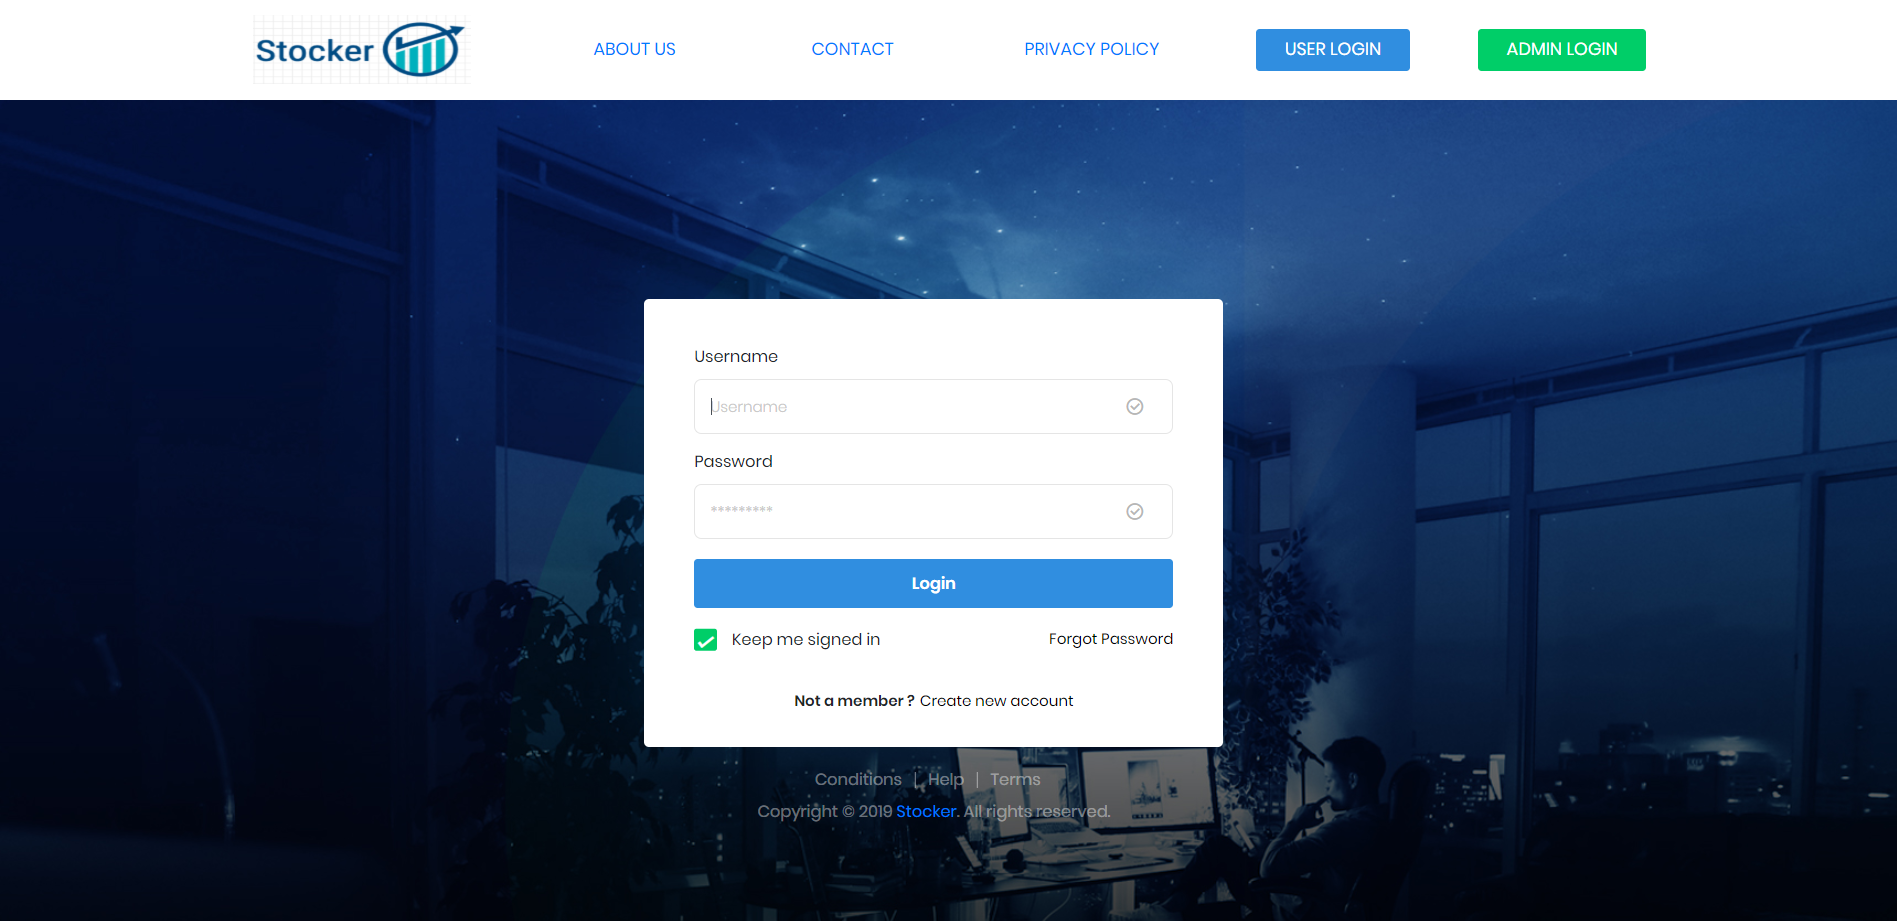 Stocker
ABOUT US
CONTACT
PRIVACY POLICY
USER LOGIN
ADMIN LOGIN
Username
Username
Password
*********
Login
Keep me signed in
Forgot Password
Not a member ? Create new account
Conditions | Help | Terms
Copyright © 2019 Stocker. All rights reserved.